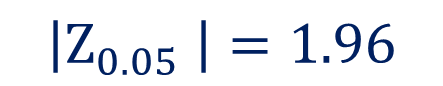 |Z₀.₀₅ | = 1.96